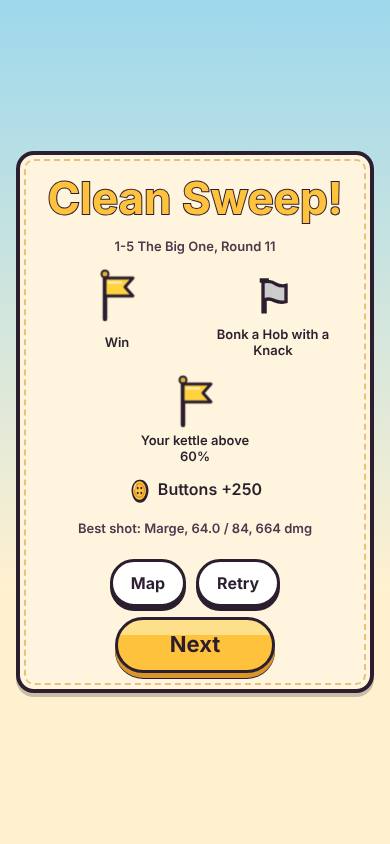 Clean Sweep!
1-5 The Big One, Round 11
Win
Bonk a Hob with a
Knack
Your kettle above
60%
Buttons +250
Best shot: Marge, 64.0 / 84, 664 dmg
Map
Retry
Next